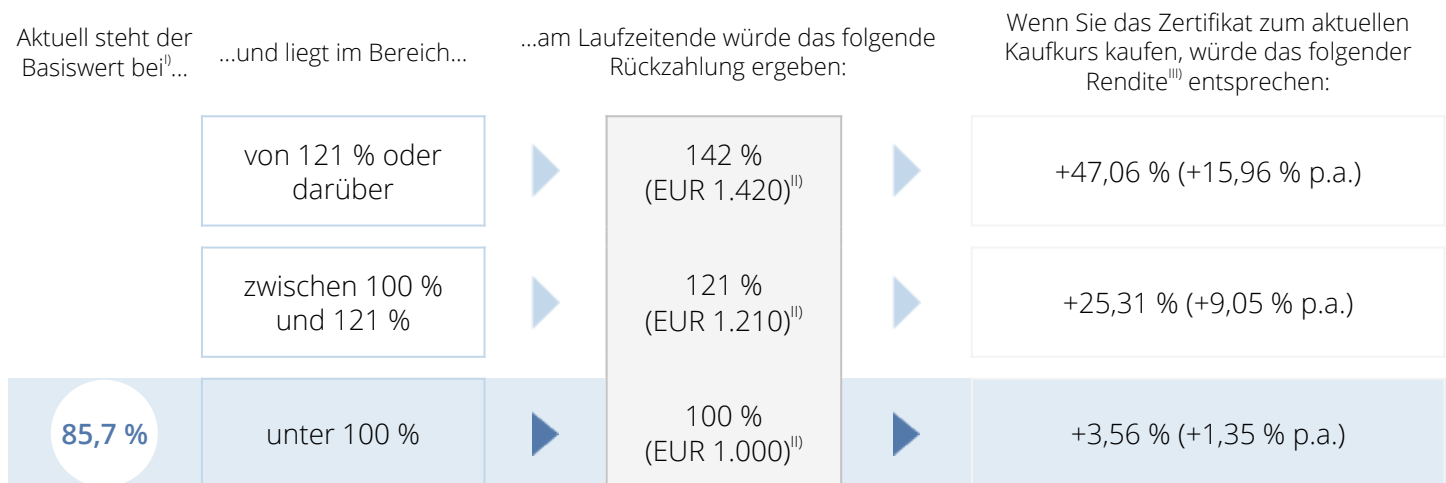 Aktuell steht der
Basiswert bei^I)...
...und liegt im Bereich...
...am Laufzeitende würde das folgende
Rückzahlung ergeben:
Wenn Sie das Zertifikat zum aktuellen
Kaufkurs kaufen, würde das folgender
Rendite^III) entsprechen:
von 121 % oder
darüber
142 %
(EUR 1.420)^II)
+47,06 % (+15,96 % p.a.)
zwischen 100 %
und 121 %
121 %
(EUR 1.210)^II)
+25,31 % (+9,05 % p.a.)
85,7 %
unter 100 %
100 %
(EUR 1.000)^II)
+3,56 % (+1,35 % p.a.)